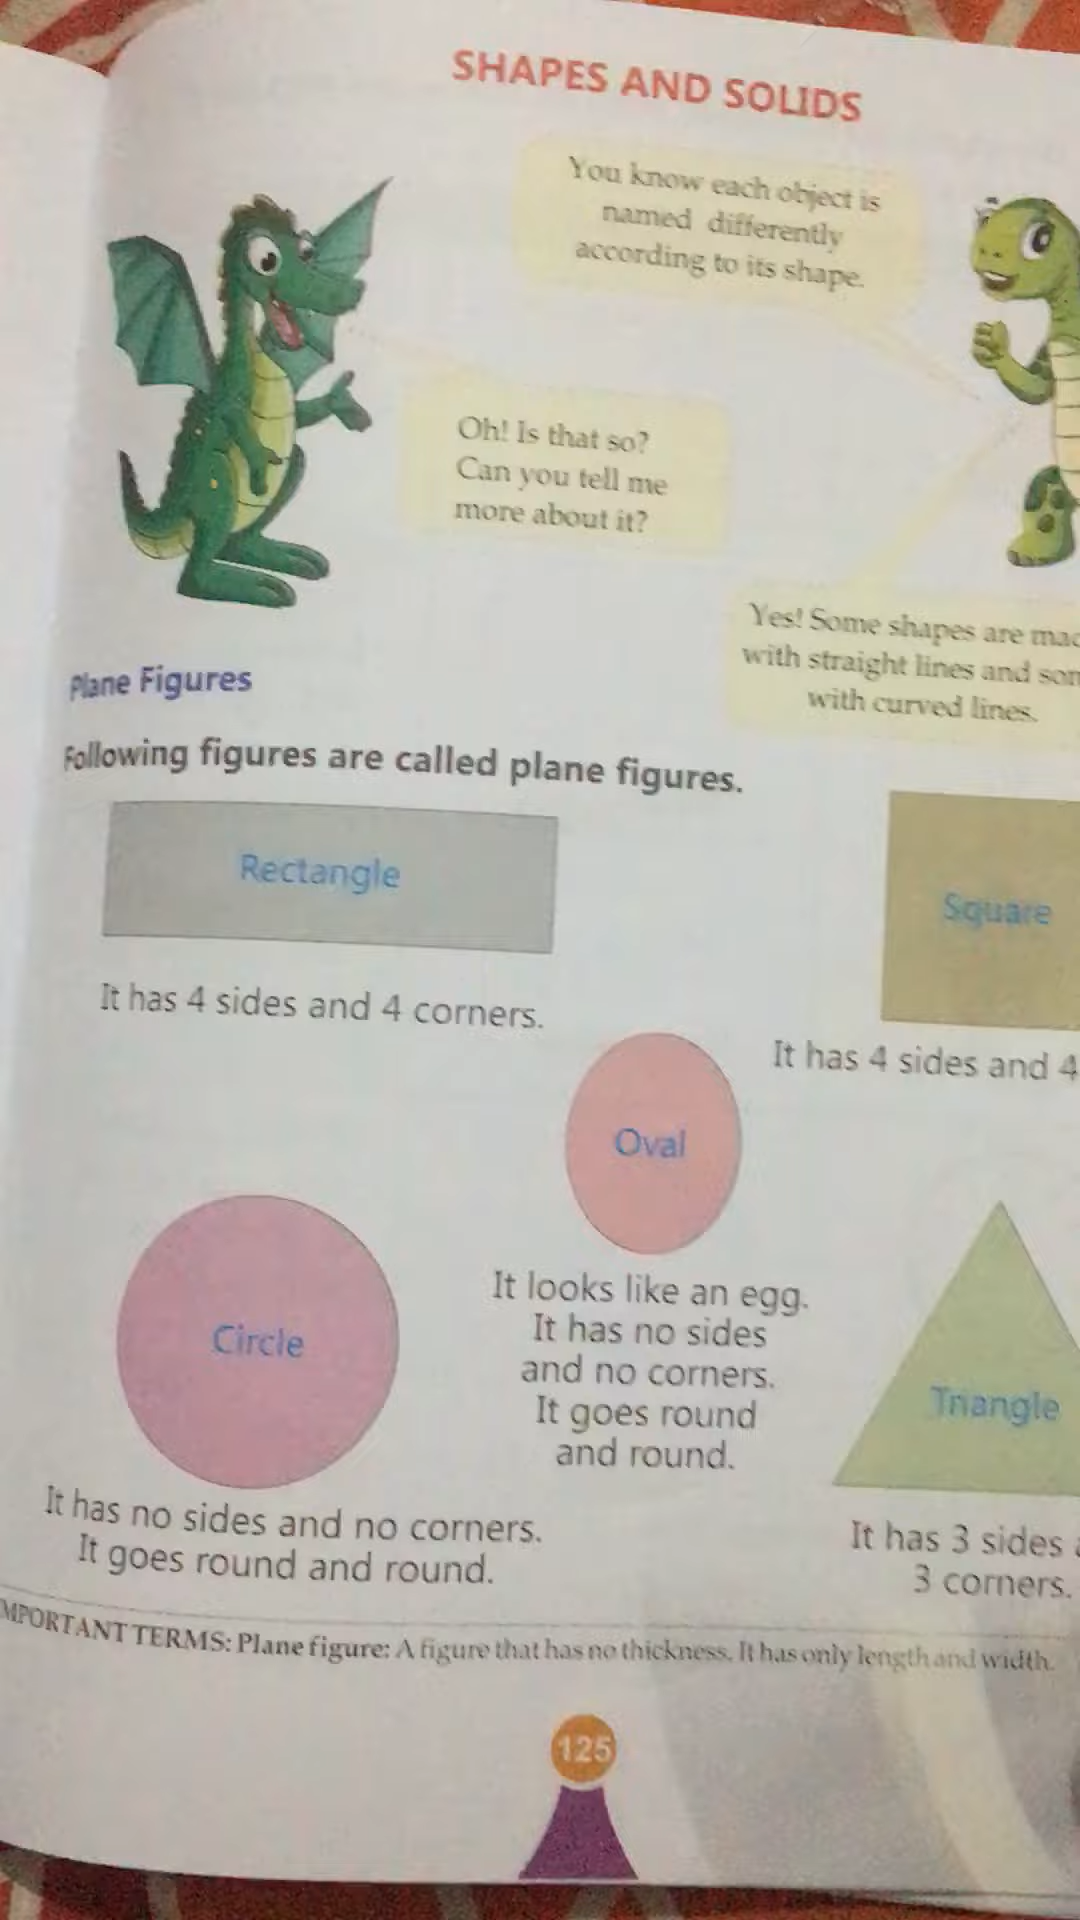 SHAPES AND SOLIDS
You know each object is
named differently
according to its shape.
Oh! Is that so?
Can you tell me
more about it?
Yes! Some shapes are
with straight lines and
with curved lines.
Plane Figures
Following figures are called plane figures.
Rectangle
Square
It has 4 sides and 4 corners.
It has 4 sides and 4
Oval
It looks like an egg.
It has no sides
and no corners.
It goes round
and round.
Circle
Triangle
It has no sides and no corners.
It goes round and round.
It has 3 sides
3 corners.
IMPORTANT TERMS: Plane figure: A figure that has no thickness. It has only length and width.
125